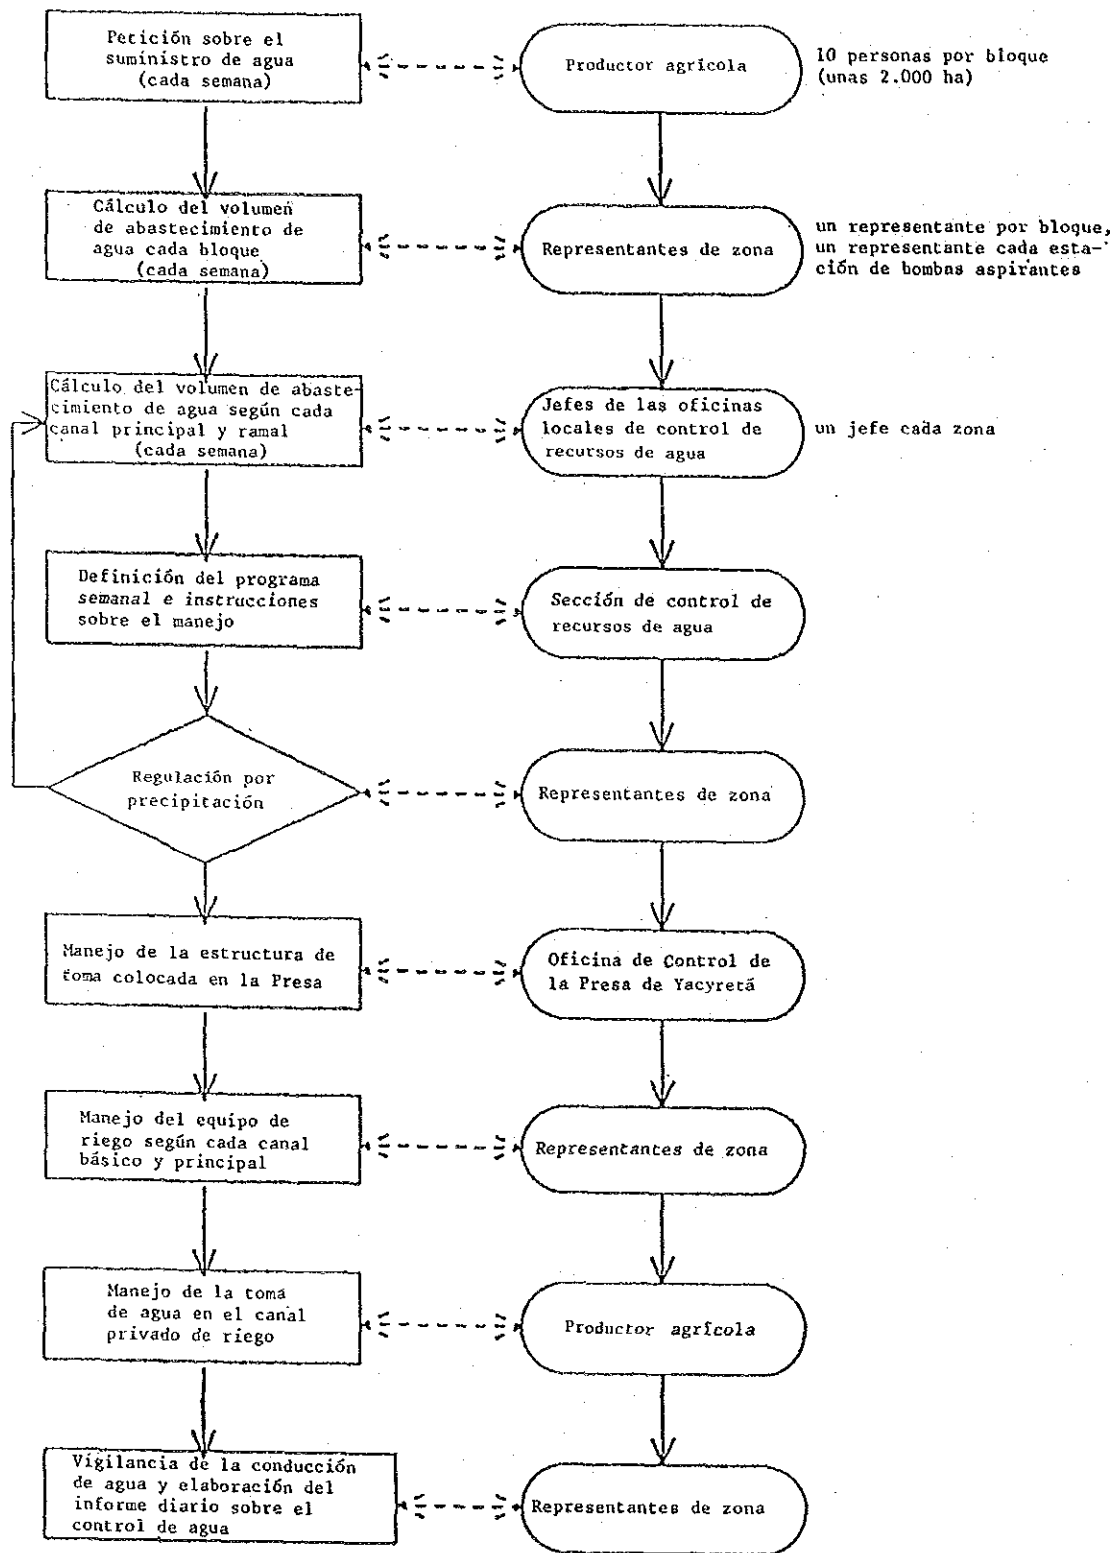 Petición sobre el
suministro de agua
(cada semana)
Productor agrícola
10 personas por bloque
(unas 2.000 ha)
Cálculo del volumen
de abastecimiento de
agua cada bloque
(cada semana)
Representantes de zona
un representante por bloque,
un representante cada esta-
ción de bombas aspirantes
Cálculo del volumen de abaste-
cimiento de agua según cada
canal principal y ramal
(cada semana)
Jefes de las oficinas
locales de control de
recursos de agua
un jefe cada zona
Definición del programa
semanal e instrucciones
sobre el manejo
Sección de control de
recursos de agua
Regulación por
precipitación
Representantes de zona
Manejo de la estructura de
toma colocada en la Presa
Oficina de Control de
la Presa de Yacyretá
Manejo del equipo de
riego según cada canal
básico y principal
Representantes de zona
Manejo de la toma
de agua en el canal
privado de riego
Productor agrícola
Vigilancia de la conducción
de agua y elaboración del
informe diario sobre el
control de agua
Representantes de zona